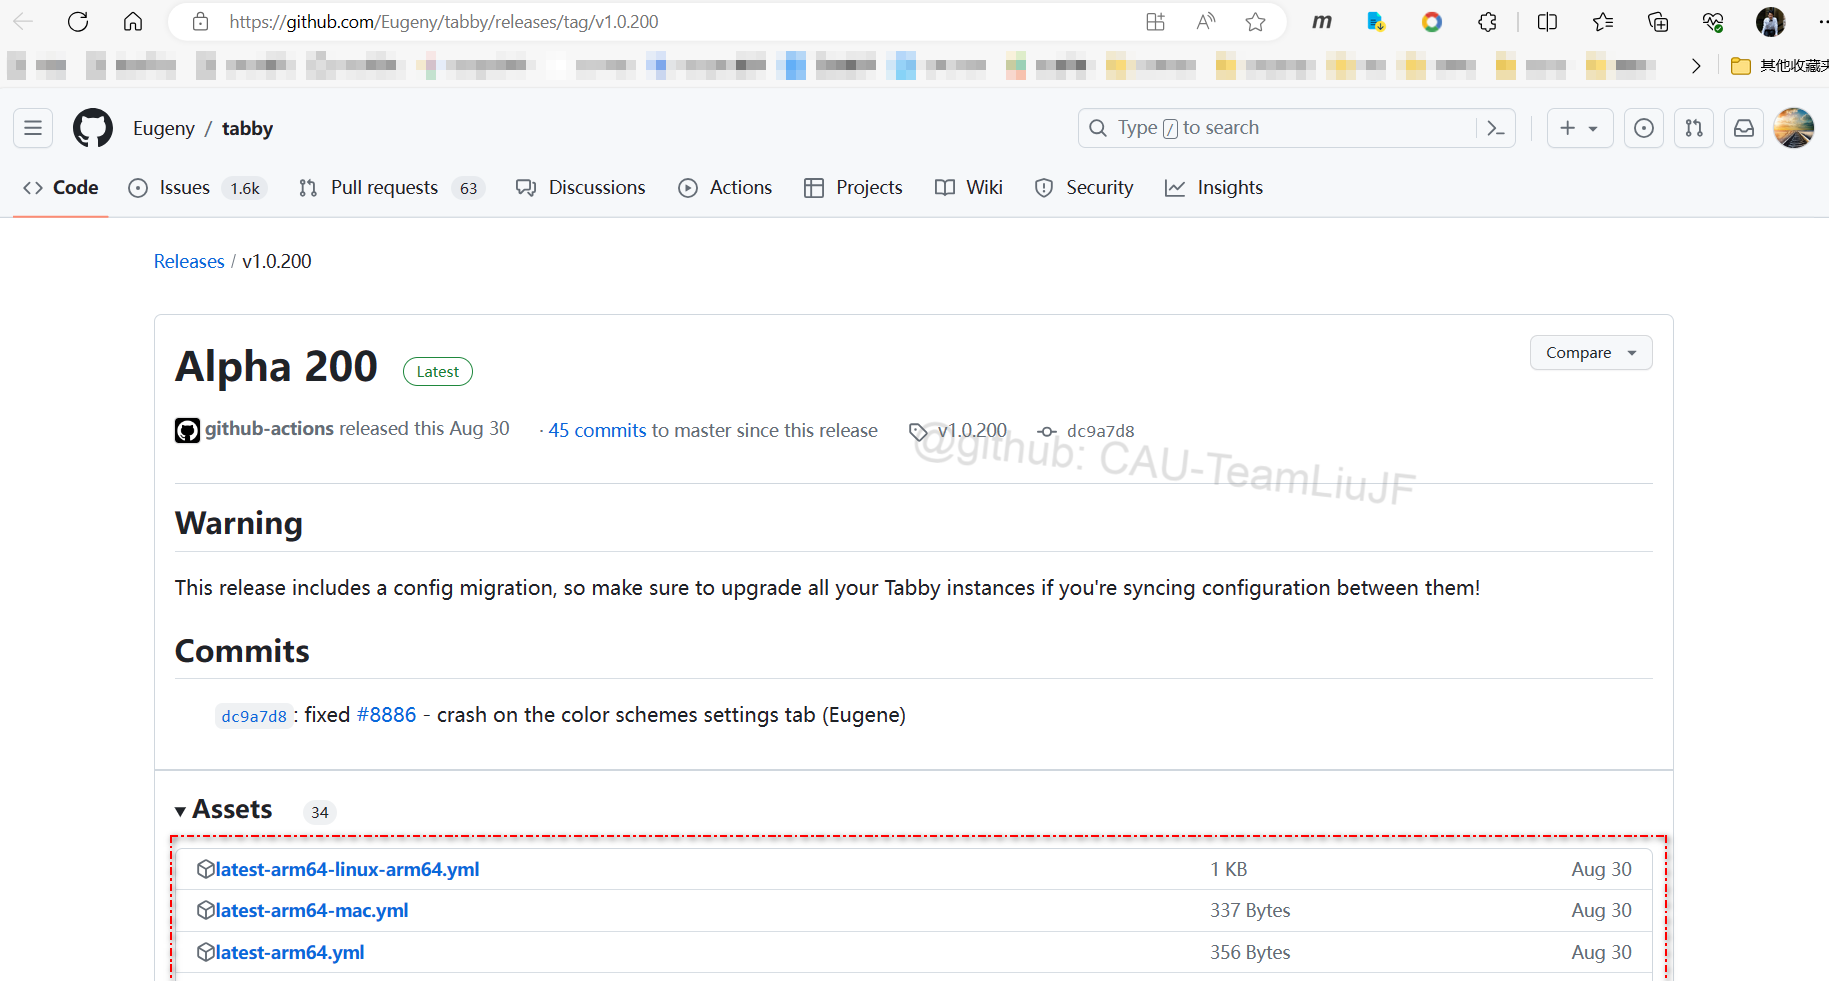 https://github.com/Eugeny/tabby/releases/tag/v1.0.200
其他收藏夹
Eugeny / tabby
Type / to search
Code
Issues 1.6k
Pull requests 63
Discussions
Actions
Projects
Wiki
Security
Insights
Releases / v1.0.200
Alpha 200 Latest
Compare
github-actions released this Aug 30 · 45 commits to master since this release v1.0.200 dc9a7d8
@github: CAU-TeamLiuJF
Warning
This release includes a config migration, so make sure to upgrade all your Tabby instances if you're syncing configuration between them!
Commits
dc9a7d8: fixed #8886 - crash on the color schemes settings tab (Eugene)
Assets 34
latest-arm64-linux-arm64.yml 1 KB Aug 30
latest-arm64-mac.yml 337 Bytes Aug 30
latest-arm64.yml 356 Bytes Aug 30